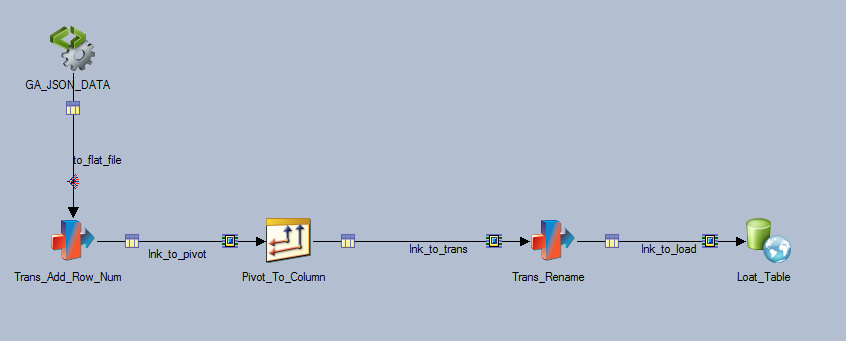 GA_JSON_DATA
to_flat_file
lnk_to_pivot
lnk_to_trans
lnk_to_load
Trans_Add_Row_Num
Pivot_To_Column
Trans_Rename
Loat_Table